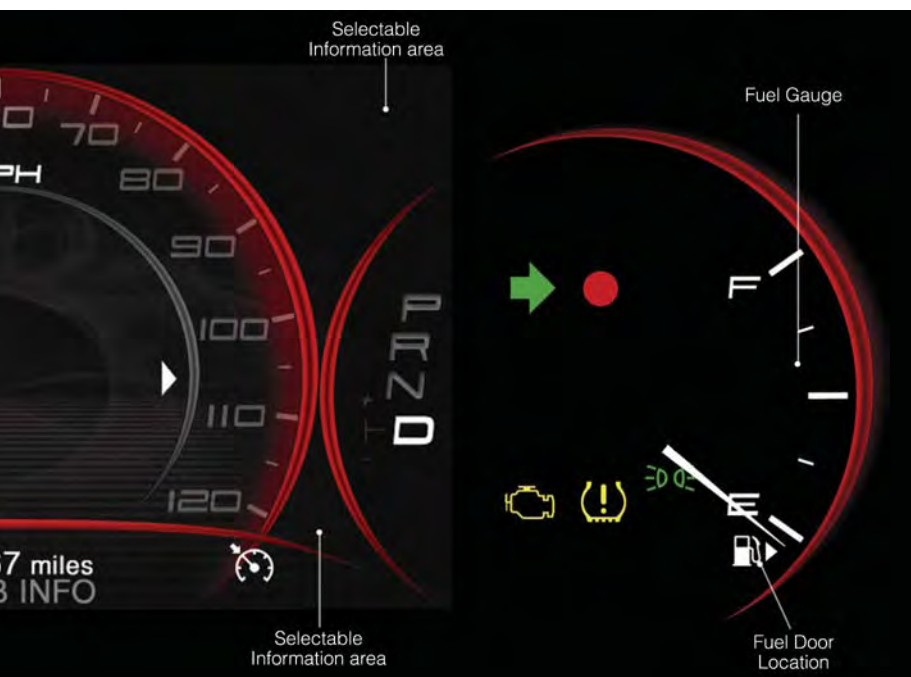 Selectable
Information area
Fuel Gauge
70
80
90
100
110
120
P
R
N
D
F
E
miles
INFO
Selectable
Information area
Fuel Door
Location